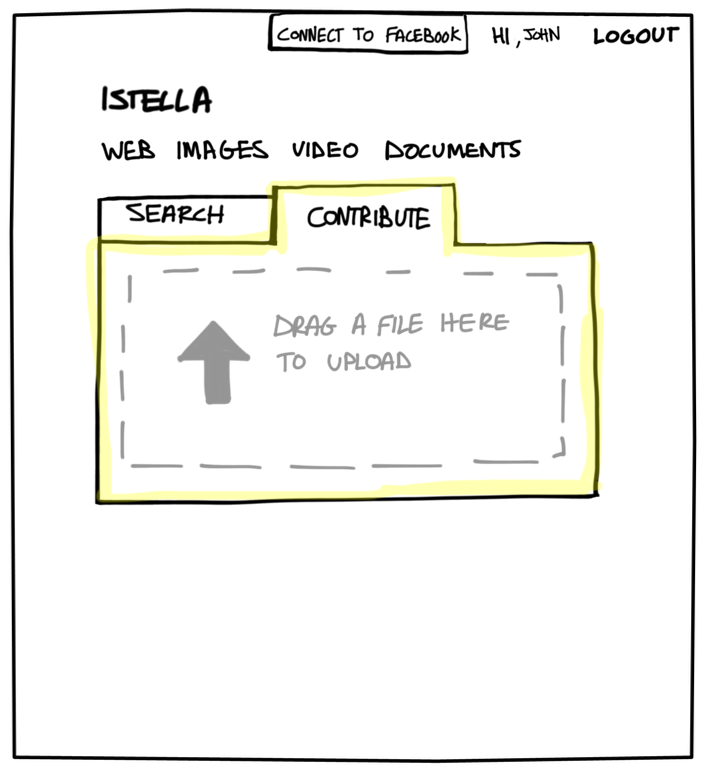 CONNECT TO FACEBOOK HI, JOHN LOGOUT
ISTELLA
WEB IMAGES VIDEO DOCUMENTS
SEARCH CONTRIBUTE
DRAG A FILE HERE
TO UPLOAD